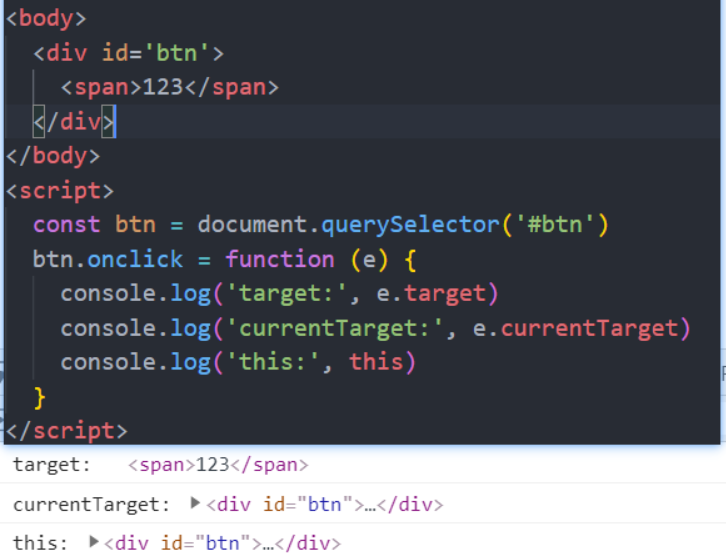 <body>
<div id='btn'>
<span>123</span>
</div>
</body>
<script>
const btn = document.querySelector('#btn')
btn.onclick = function (e) {
console.log('target:', e.target)
console.log('currentTarget:', e.currentTarget)
console.log('this:', this)
}
</script>
target: <span>123</span>
currentTarget: ▶<div id="btn">…</div>
this: ▶<div id="btn">…</div>